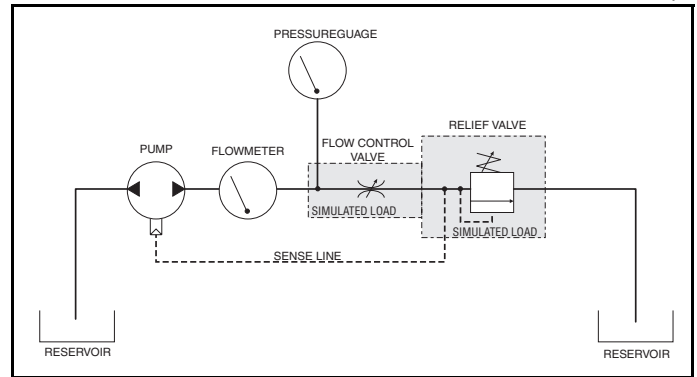 PRESSUREGUAGE
RELIEF VALVE
FLOW CONTROL
VALVE
PUMP
FLOWMETER
SIMULATED LOAD
SIMULATED LOAD
SENSE LINE
RESERVOIR
RESERVOIR